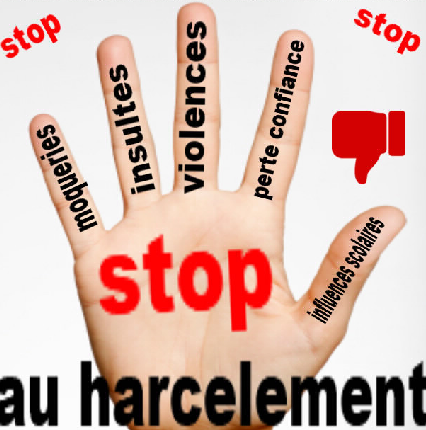 stop
stop
moqueries
insultes
violences
perte confiance
influences scolaires
stop
au harcelement